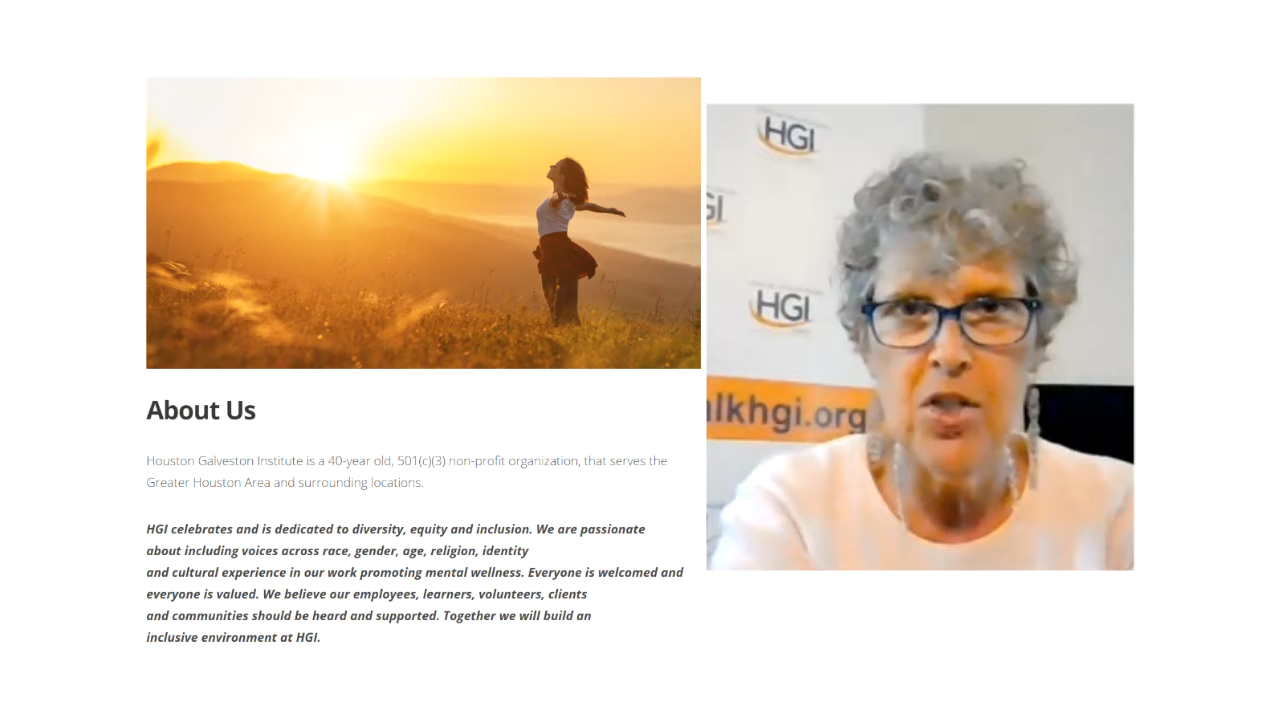 About Us
Houston Galveston Institute is a 40-year old, 501(c)(3) non-profit organization, that serves the
Greater Houston Area and surrounding locations.
HGI celebrates and is dedicated to diversity, equity and inclusion. We are passionate
about including voices across race, gender, age, religion, identity
and cultural experience in our work promoting mental wellness. Everyone is welcomed and
everyone is valued. We believe our employees, learners, volunteers, clients
and communities should be heard and supported. Together we will build an
inclusive environment at HGI.
HGI
GI
HGI
lkhgi.org